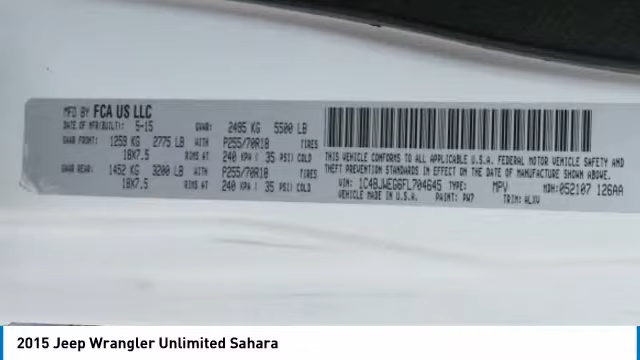 MFD BY FCA US LLC
DATE OF MFR(BUILT): 5-15 GVWR: 2495 KG 5500 LB
GAWR FRONT: 1259 KG 2775 LB WITH P255/70R18 TIRES
18X7.5 RIMS AT 240 KPA ( 35 PSI) COLD
GAWR REAR: 1452 KG 3200 LB WITH P255/70R18 TIRES
18X7.5 RIMS AT 240 KPA ( 35 PSI) COLD
THIS VEHICLE CONFORMS TO ALL APPLICABLE U.S.A. FEDERAL MOTOR VEHICLE SAFETY AND
THEFT PREVENTION STANDARDS IN EFFECT ON THE DATE OF MANUFACTURE SHOWN ABOVE.
VIN: 1C4BJWEG8FL704645 TYPE: MPV MDH:052107 126AA
VEHICLE MADE IN U.S.A. PAINT: PW7 TRIM: ALXV
2015 Jeep Wrangler Unlimited Sahara